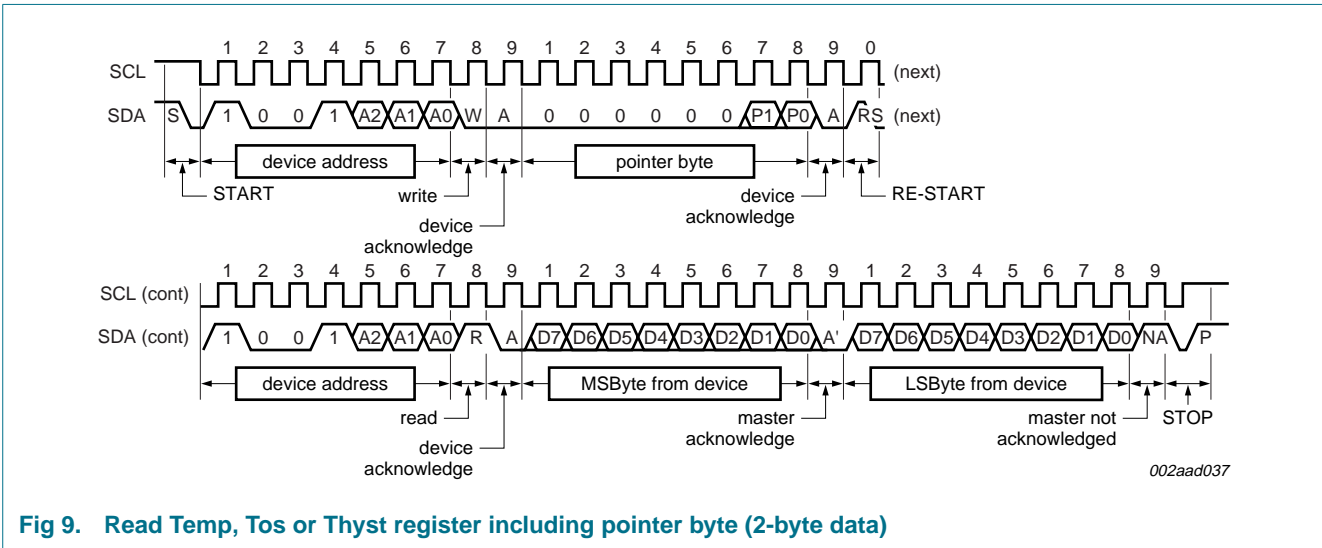 1 2 3 4 5 6 7 8 9 1 2 3 4 5 6 7 8 9 0
SCL (next)
SDA S 1 0 0 1 A2 A1 A0 W A 0 0 0 0 0 0 P1 P0 A RS (next)
device address pointer byte
START write device RE-START
device acknowledge
acknowledge
1 2 3 4 5 6 7 8 9 1 2 3 4 5 6 7 8 9 1 2 3 4 5 6 7 8 9
SCL (cont)
SDA (cont) 1 0 0 1 A2 A1 A0 R A D7 D6 D5 D4 D3 D2 D1 D0 A' D7 D6 D5 D4 D3 D2 D1 D0 NA P
device address MSByte from device LSByte from device
read master master not STOP
device acknowledge acknowledged
acknowledge
002aad037
Fig 9. Read Temp, Tos or Thyst register including pointer byte (2-byte data)